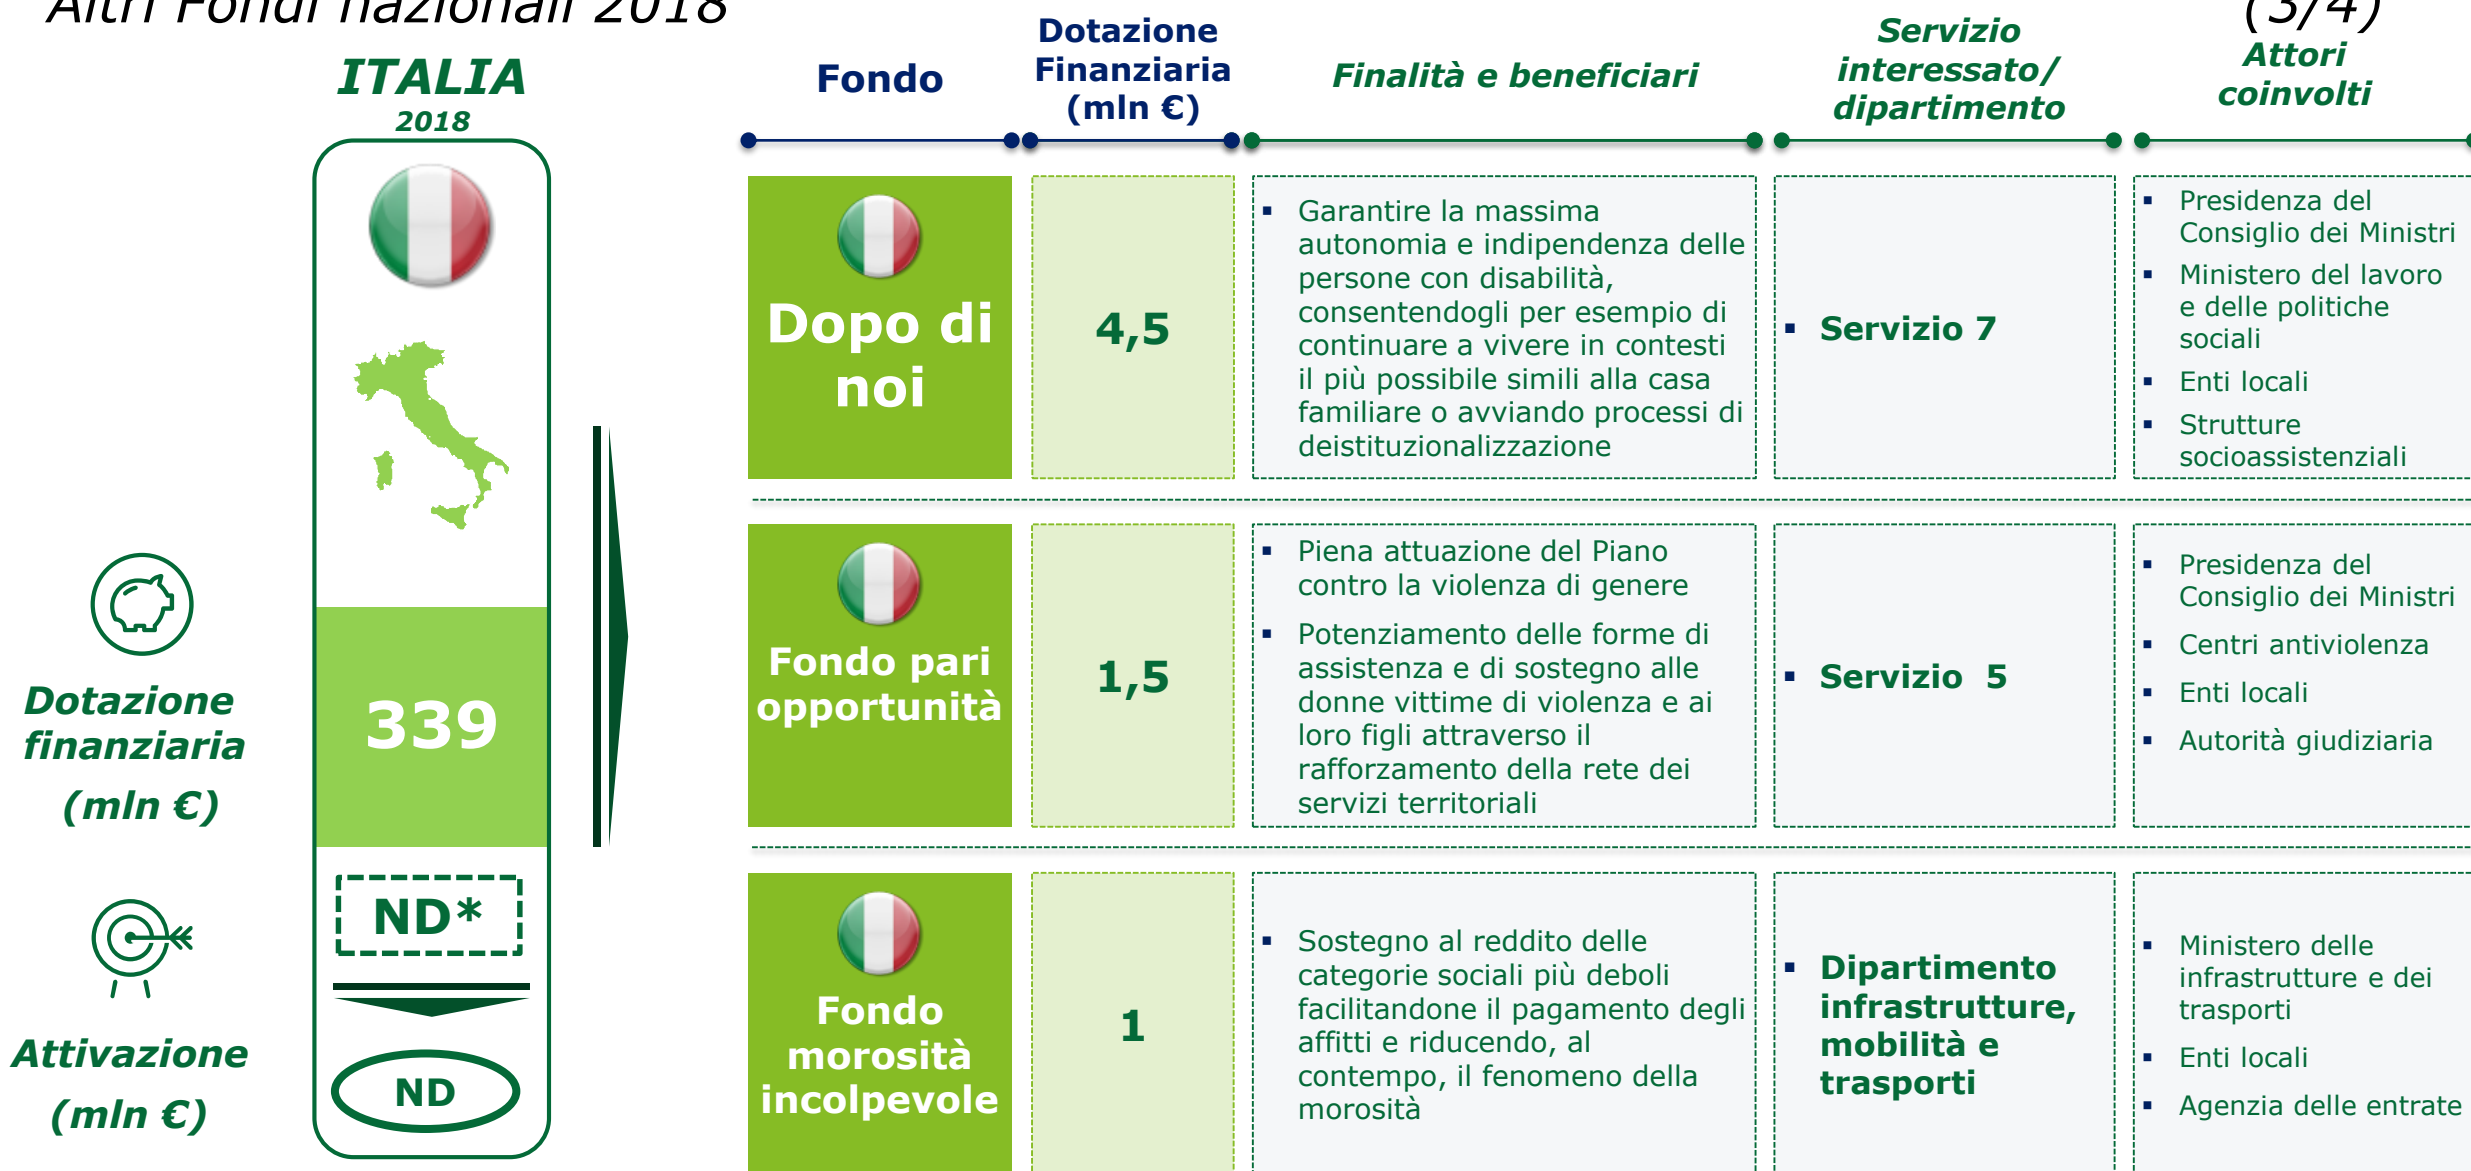 Altri Fondi nazionali 2018
(3/4)
ITALIA
2018
Fondo
Dotazione
Finanziaria
(mln €)
Finalità e beneficiari
Servizio
interessato/
dipartimento
Attori
coinvolti
Dotazione
finanziaria
(mln €)
339
ND*
Attivazione
(mln €)
ND
Dopo di
noi
4,5
▪ Garantire la massima
autonomia e indipendenza delle
persone con disabilità,
consentendogli per esempio di
continuare a vivere in contesti
il più possibile simili alla casa
familiare o avviando processi di
deistituzionalizzazione
▪ Servizio 7
▪ Presidenza del
Consiglio dei Ministri
▪ Ministero del lavoro
e delle politiche
sociali
▪ Enti locali
▪ Strutture
socioassistenziali
Fondo pari
opportunità
1,5
▪ Piena attuazione del Piano
contro la violenza di genere
▪ Potenziamento delle forme di
assistenza e di sostegno alle
donne vittime di violenza e ai
loro figli attraverso il
rafforzamento della rete dei
servizi territoriali
▪ Servizio 5
▪ Presidenza del
Consiglio dei Ministri
▪ Centri antiviolenza
▪ Enti locali
▪ Autorità giudiziaria
Fondo
morosità
incolpevole
1
▪ Sostegno al reddito delle
categorie sociali più deboli
facilitandone il pagamento degli
affitti e riducendo, al
contempo, il fenomeno della
morosità
▪ Dipartimento
infrastrutture,
mobilità e
trasporti
▪ Ministero delle
infrastrutture e dei
trasporti
▪ Enti locali
▪ Agenzia delle entrate